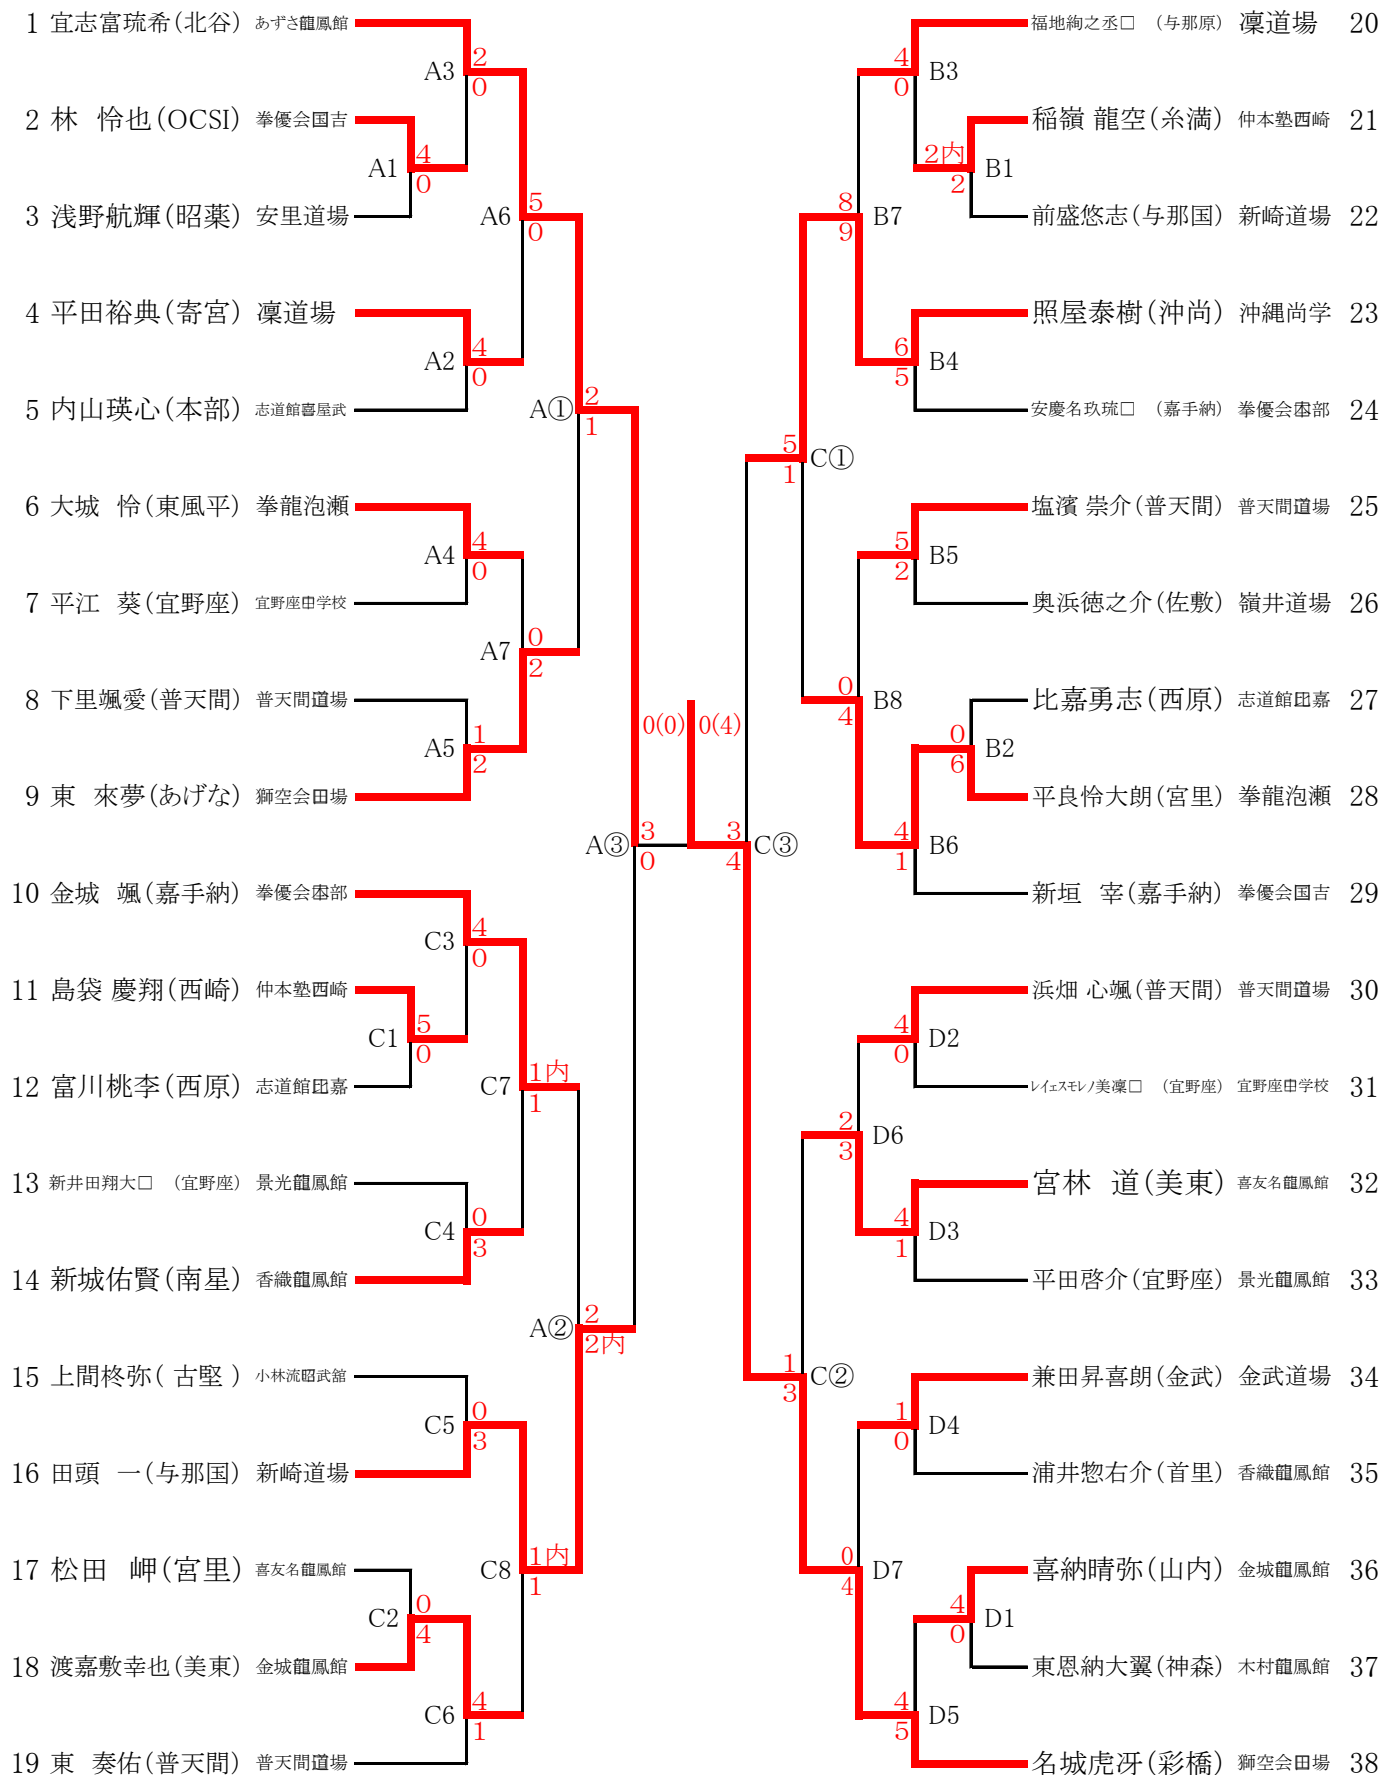 1 宜志富琉希(北谷) あずさ龍鳳館
2 林 怜也(OCSI) 拳優会国吉
3 浅野航輝(昭薬) 安里道場
4 平田裕典(寄宮) 凜道場
5 内山瑛心(本部) 志道館喜屋武
6 大城 怜(東風平) 拳龍泡瀬
7 平江 葵(宜野座) 宜野座中学校
8 下里颯愛(普天間) 普天間道場
9 東 來夢(あげな) 獅空会田場
10 金城 颯(嘉手納) 拳優会本部
11 島袋 慶翔(西崎) 仲本塾西崎
12 富川桃李(西原) 志道館比嘉
13 新井田翔大□ (宜野座) 景光龍鳳館
14 新城佑賢(南星) 香織龍鳳館
15 上間柊弥( 古堅 ) 小林流昭武舘
16 田頭 一(与那国) 新崎道場
17 松田 岬(宮里) 喜友名龍鳳館
18 渡嘉敷幸也(美東) 金城龍鳳館
19 東 奏佑(普天間) 普天間道場
A3
2
0
A1
4
0
A6
5
0
A2
4
0
A①
2
1
A4
4
0
A7
0
2
A5
1
2
A③
3
0
C3
4
0
C1
5
0
C7
1内
1
C4
0
3
A②
2
2内
C5
0
3
C8
1内
1
C2
0
4
C6
4
1
0(0) 0(4)
福地絢之丞□ (与那原) 凜道場 20
稲嶺 龍空(糸満) 仲本塾西崎 21
前盛悠志(与那国) 新崎道場 22
照屋泰樹(沖尚) 沖縄尚学 23
安慶名玖琉□ (嘉手納) 拳優会本部 24
塩濱 崇介(普天間) 普天間道場 25
奥浜徳之介(佐敷) 嶺井道場 26
比嘉勇志(西原) 志道館比嘉 27
平良怜大朗(宮里) 拳龍泡瀬 28
新垣 宰(嘉手納) 拳優会国吉 29
浜畑 心颯(普天間) 普天間道場 30
レイェスモレノ美凜□ (宜野座) 宜野座中学校 31
宮林 道(美東) 喜友名龍鳳館 32
平田啓介(宜野座) 景光龍鳳館 33
兼田昇喜朗(金武) 金武道場 34
浦井惣右介(首里) 香織龍鳳館 35
喜納晴弥(山内) 金城龍鳳館 36
東恩納大翼(神森) 木村龍鳳館 37
名城虎冴(彩橋) 獅空会田場 38
4
0
B3
2内
2
B1
8
9
B7
6
5
B4
5
1
C①
5
2
B5
0
4
B8
0
6
B2
4
1
B6
3
4
C③
4
0
D2
2
3
D6
4
1
D3
1
3
C②
1
0
D4
0
4
D7
4
0
D1
4
5
D5